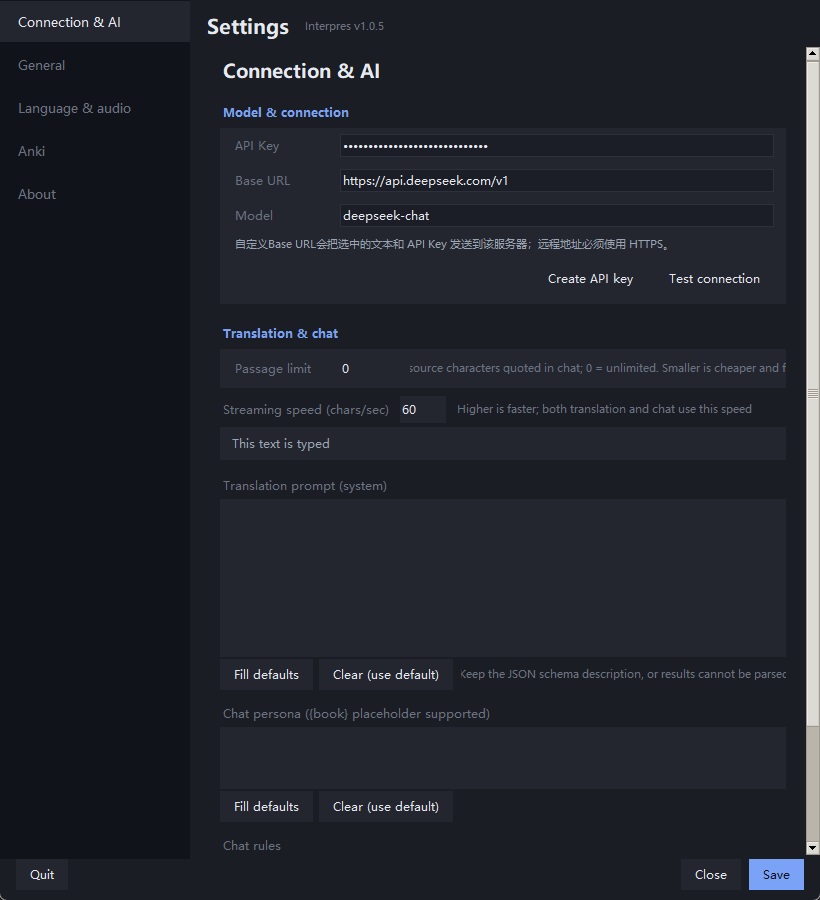 Connection & AI
General
Language & audio
Anki
About
Settings Interpres v1.0.5
Connection & AI
Model & connection
API Key ••••••••••••••••••••••••••••
Base URL https://api.deepseek.com/v1
Model deepseek-chat
自定义Base URL会把选中的文本和 API Key 发送到该服务器；远程地址必须使用 HTTPS。
Create API key Test connection
Translation & chat
Passage limit 0 source characters quoted in chat; 0 = unlimited. Smaller is cheaper and f
Streaming speed (chars/sec) 60 Higher is faster; both translation and chat use this speed
This text is typed
Translation prompt (system)
Fill defaults Clear (use default) Keep the JSON schema description, or results cannot be parsed
Chat persona ({book} placeholder supported)
Fill defaults Clear (use default)
Chat rules
Quit Close Save